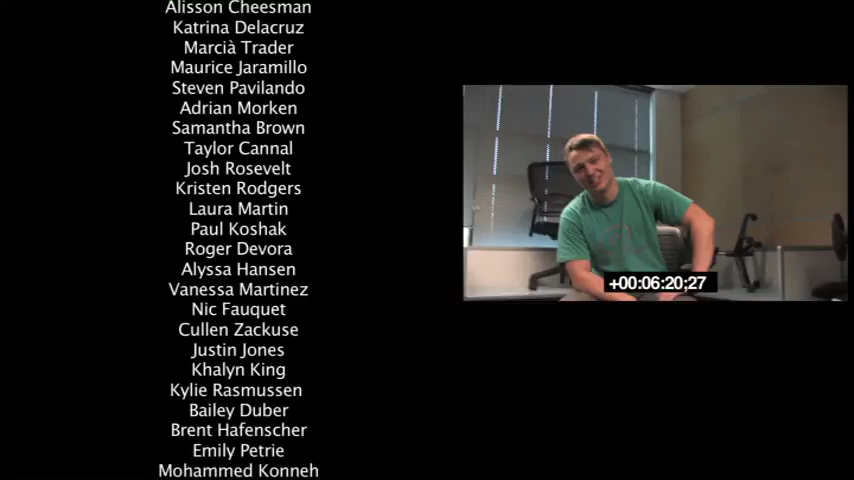 Alisson Cheesman
Katrina Delacruz
Marcià Trader
Maurice Jaramillo
Steven Pavilando
Adrian Morken
Samantha Brown
Taylor Cannal
Josh Rosevelt
Kristen Rodgers
Laura Martin
Paul Koshak
Roger Devora
Alyssa Hansen
Vanessa Martinez
Nic Fauquet
Cullen Zackuse
Justin Jones
Khalyn King
Kylie Rasmussen
Bailey Duber
Brent Hafenscher
Emily Petrie
Mohammed Konneh
+00:06:20;27